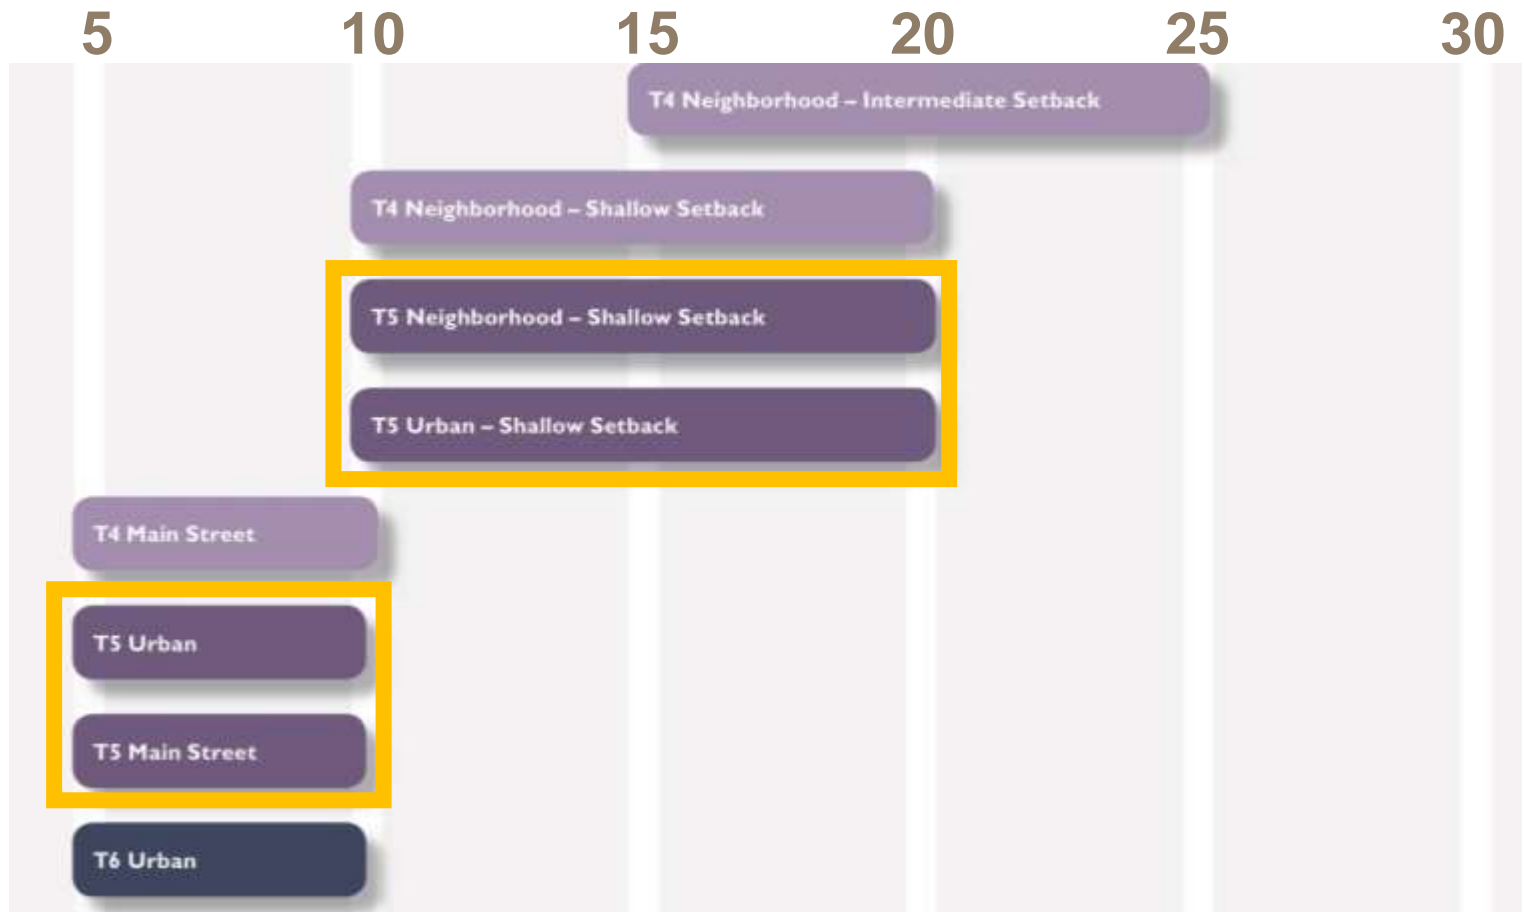 5 10 15 20 25 30
T4 Neighborhood – Intermediate Setback
T4 Neighborhood – Shallow Setback
T5 Neighborhood – Shallow Setback
T5 Urban – Shallow Setback
T4 Main Street
T5 Urban
T5 Main Street
T6 Urban